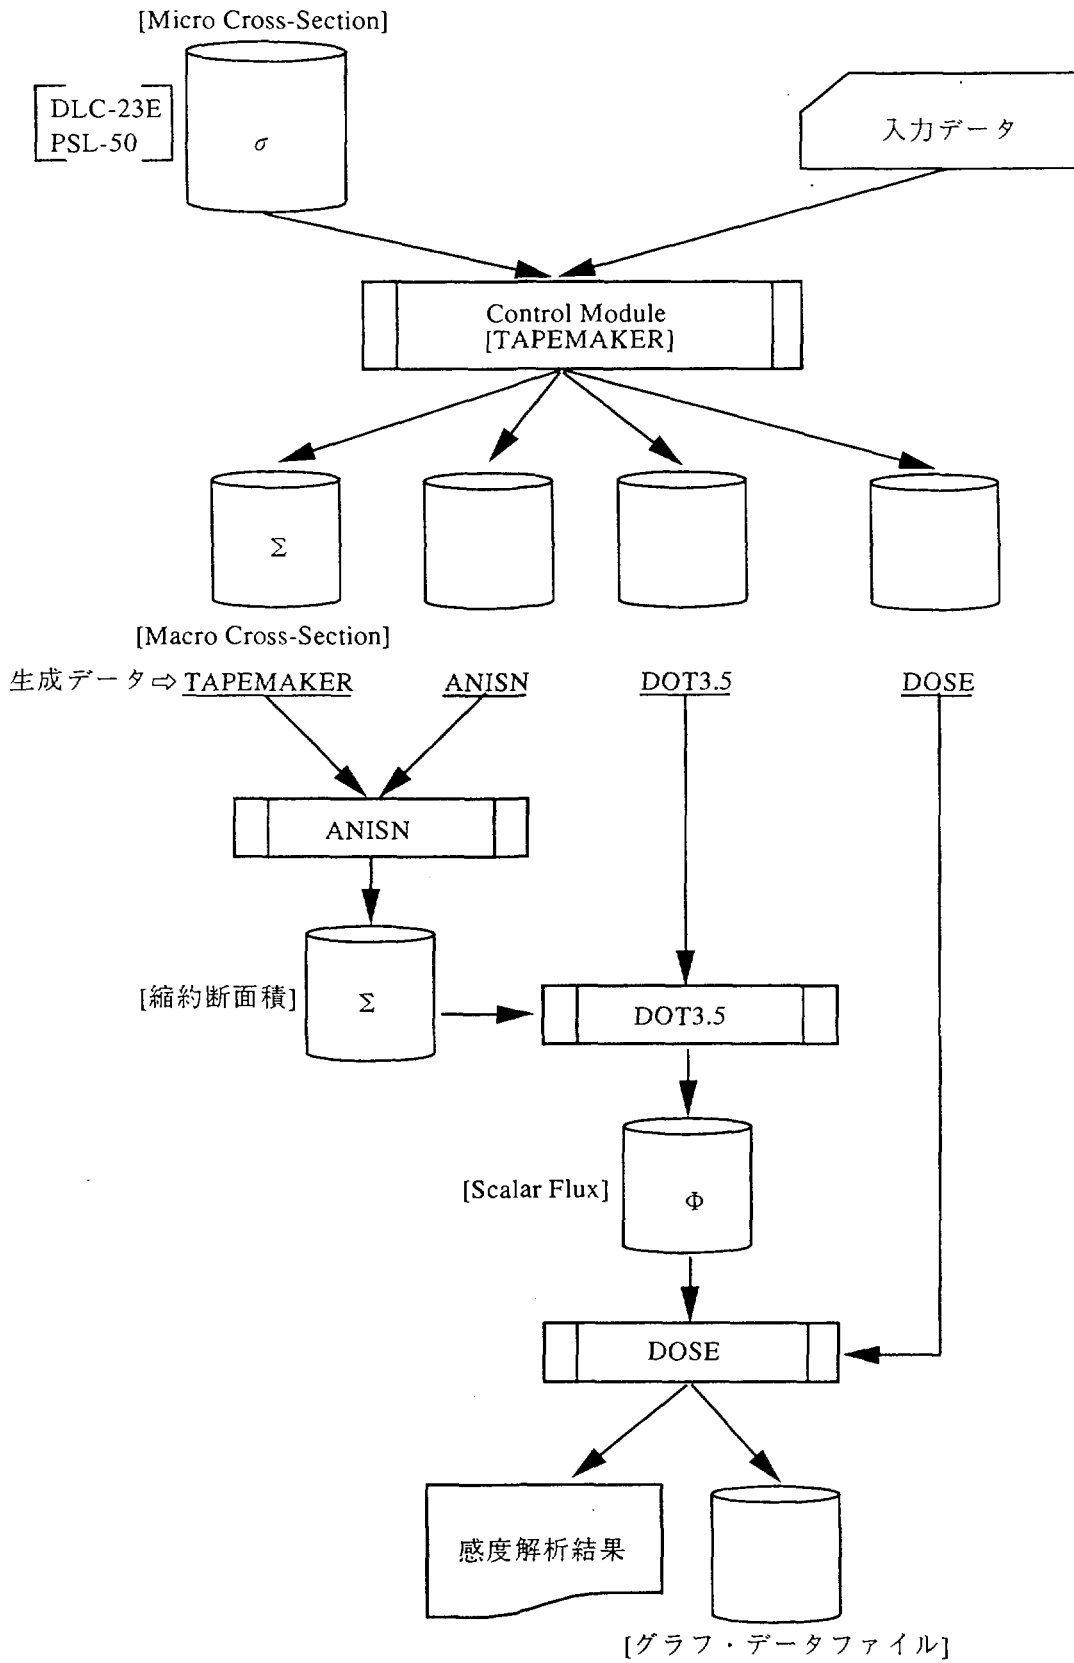 [Micro Cross-Section]
DLC-23E
PSL-50
σ
入力データ
Control Module
[TAPEMAKER]
Σ
[Macro Cross-Section]
生成データ⇨ TAPEMAKER ANISN DOT3.5 DOSE
ANISN
[縮約断面積]
Σ
DOT3.5
[Scalar Flux]
Φ
DOSE
感度解析結果
[グラフ・データファイル]